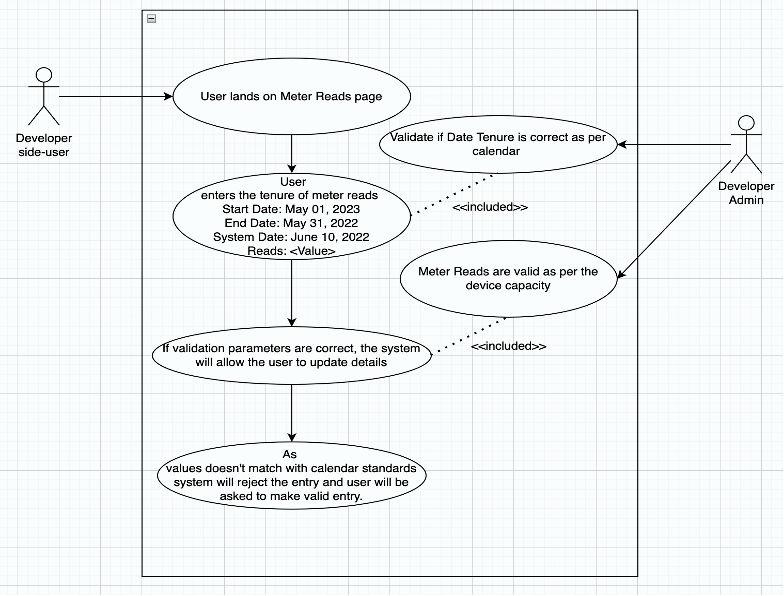 User lands on Meter Reads page
Developer
side-user
Validate if Date Tenure is correct as per
calendar
Developer
Admin
User
enters the tenure of meter reads
Start Date: May 01, 2023
End Date: May 31, 2022
System Date: June 10, 2022
Reads: <Value>
<<included>>
Meter Reads are valid as per the
device capacity
If validation parameters are correct, the system
will allow the user to update details
<<included>>
As
values doesn't match with calendar standards
system will reject the entry and user will be
asked to make valid entry.